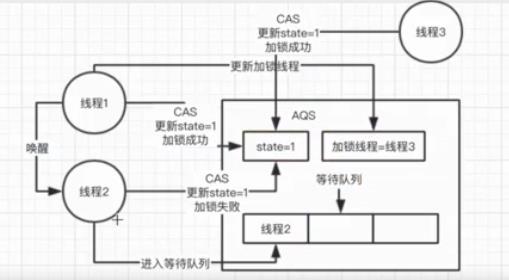 CAS
更新state=1
加锁成功
线程3
更新加锁线程
线程1
CAS
更新state=1
加锁成功
AQS
state=1
加锁线程=线程3
唤醒
线程2
CAS
更新state=1
加锁失败
等待队列
线程2
进入等待队列